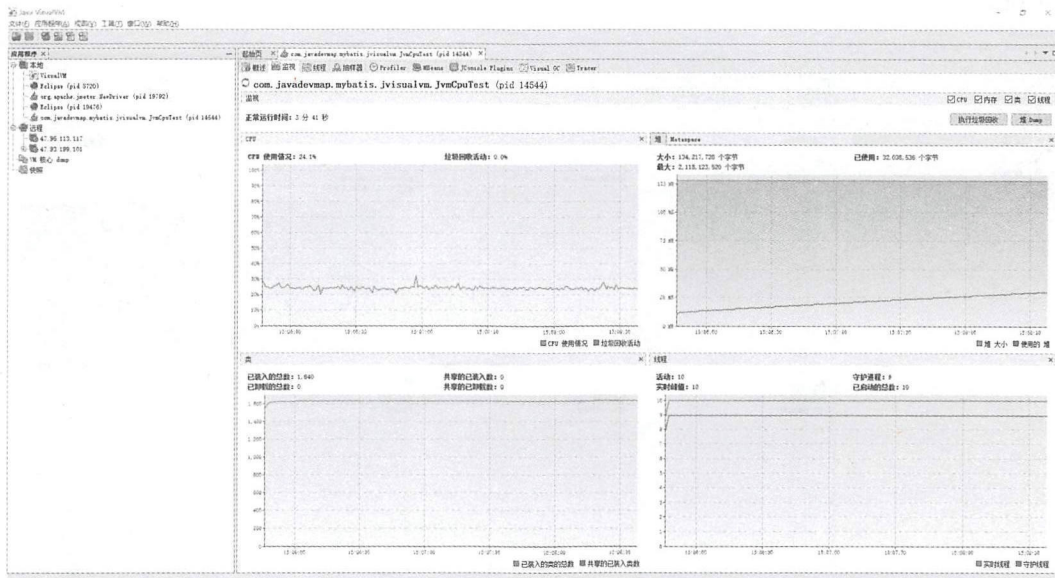 Java VisualVM
文件(F) 应用程序(A) 视图(V) 工具(T) 窗口(W) 帮助(H)
应用程序
本地
VisualVM
Eclipse (pid 3720)
org.apache.jmeter.NewDriver (pid 19792)
Eclipse (pid 19476)
com.javadevmap.mybatis.jvisualvm.JvmCpuTest (pid 14544)
远程
47.95.113.117
47.93.199.101
VM 核心 dump
快照
起始页 com.javadevmap.mybatis.jvisualvm.JvmCpuTest (pid 14544)
概述 监视 线程 抽样器 Profiler MBeans JConsole Plugins Visual GC Tracer
com.javadevmap.mybatis.jvisualvm.JvmCpuTest (pid 14544)
监视
CPU 内存 类 线程
正常运行时间: 2 分 41 秒
执行垃圾回收 堆 Dump
CPU
CPU 使用情况: 24.1% 垃圾回收活动: 0.0%
CPU 使用情况 垃圾回收活动
堆 Metaspace
大小: 134,217,728 个字节 已使用: 32,038,536 个字节
最大: 2,118,123,520 个字节
堆 大小 使用的 堆
类
已装入的总数: 1,640 共享的已装入数: 0
已卸载的总数: 0 共享的已卸载数: 0
已装入的类的总数 共享的已装入类数
线程
活动: 10 守护进程: 9
实时峰值: 10 已启动的总数: 10
实时线程 守护线程